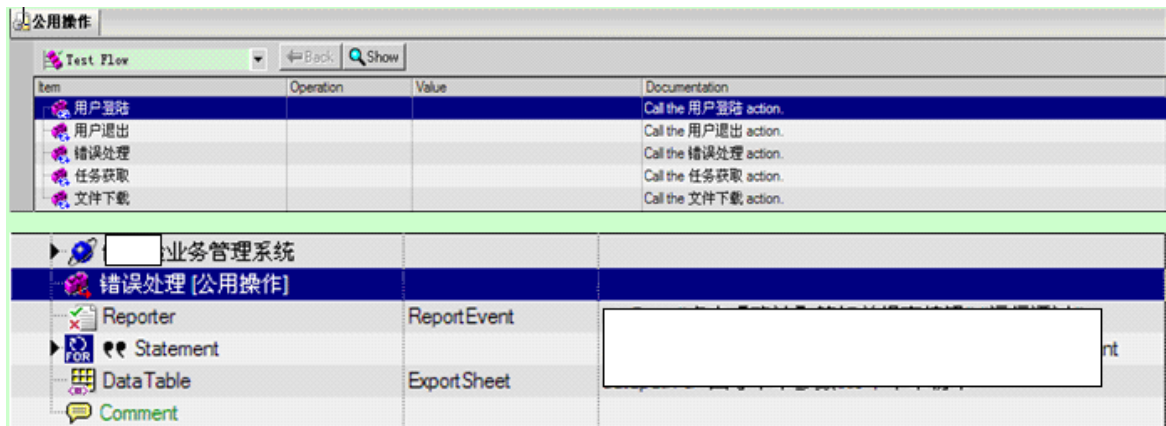 公用操作
Test Flow Back Show
Item Operation Value Documentation
用户登陆 Call the 用户登陆 action.
用户退出 Call the 用户退出 action.
错误处理 Call the 错误处理 action.
任务获取 Call the 任务获取 action.
文件下载 Call the 文件下载 action.
业务管理系统
错误处理 [公用操作]
Reporter ReportEvent
FOR Statement nt
DataTable ExportSheet
Comment